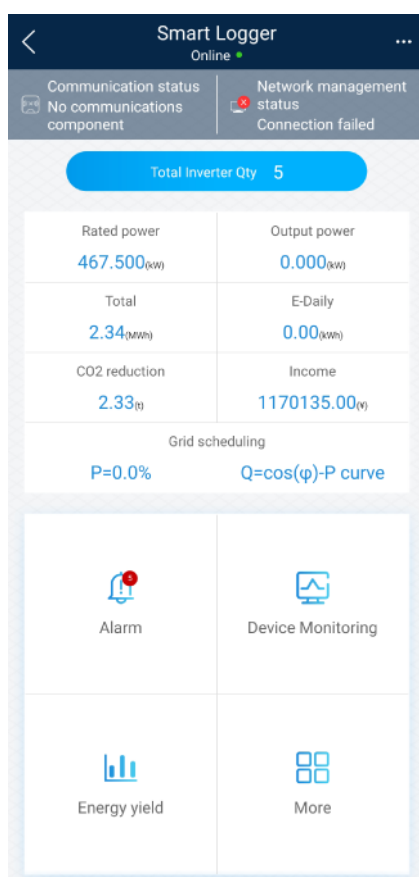 Smart Logger
...
Online
Communication status
No communications
component
Network management
status
Connection failed
Total Inverter Qty 5
Rated power
467.500(kW)
Output power
0.000(kW)
Total
2.34(MWh)
E-Daily
0.00(kWh)
CO2 reduction
2.33(t)
Income
1170135.00(¥)
Grid scheduling
P=0.0%
Q=cos(φ)-P curve
5
Alarm
Device Monitoring
Energy yield
More